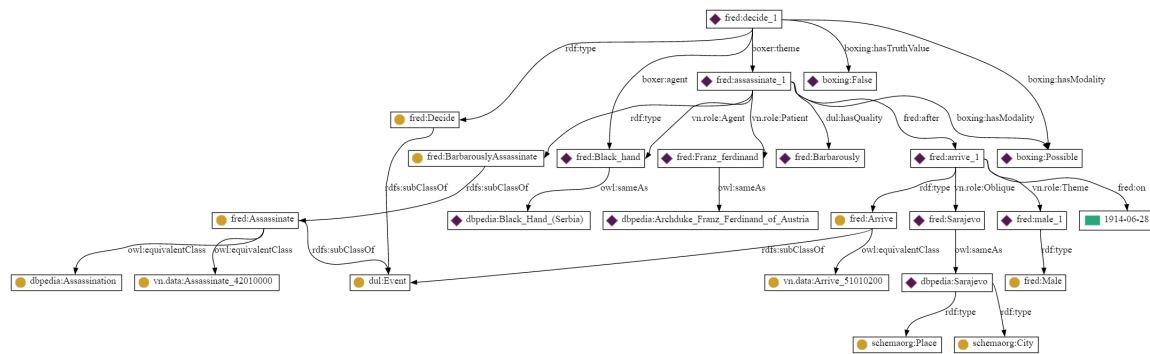 fred:decide_1
rdf:type
boxer:theme
boxing:hasTruthValue
boxer:agent
fred:assassinate_1
boxing:False
boxing:hasModality
fred:Decide
rdf:type
vn.role:Agent
vn.role:Patient
dul:hasQuality
fred:after
boxing:hasModality
fred:BarbarouslyAssassinate
fred:Black_hand
fred:Franz_ferdinand
fred:Barbarously
fred:arrive_1
boxing:Possible
rdfs:subClassOf
rdfs:subClassOf
owl:sameAs
owl:sameAs
rdf:type
vn.role:Oblique
vn.role:Theme
fred:on
fred:Assassinate
dbpedia:Black_Hand_(Serbia)
dbpedia:Archduke_Franz_Ferdinand_of_Austria
fred:Arrive
fred:Sarajevo
fred:male_1
1914-06-28
owl:equivalentClass
owl:equivalentClass
rdfs:subClassOf
rdfs:subClassOf
owl:equivalentClass
owl:sameAs
rdf:type
dbpedia:Assassination
vn.data:Assassinate_42010000
dul:Event
vn.data:Arrive_51010200
dbpedia:Sarajevo
fred:Male
rdf:type
rdf:type
schemaorg:Place
schemaorg:City